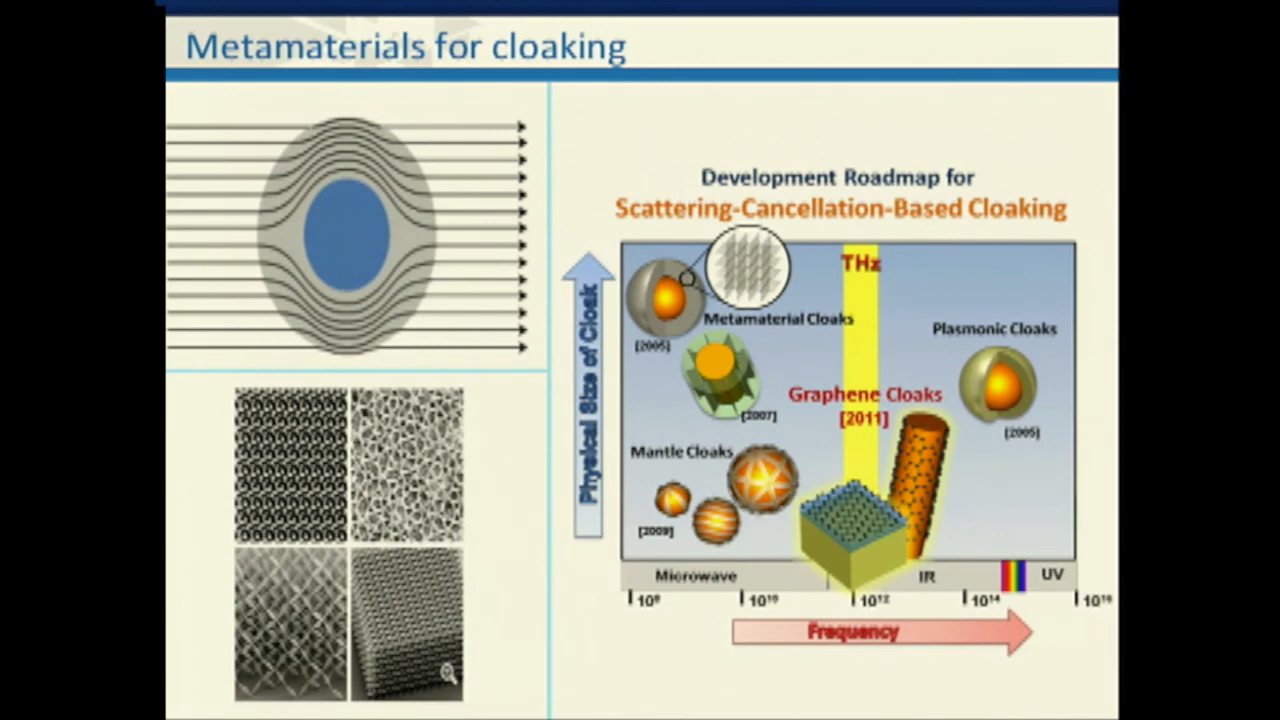 Metamaterials for cloaking
Development Roadmap for
Scattering-Cancellation-Based Cloaking
Physical Size of Cloak
THz
Metamaterial Cloaks
[2005]
Plasmonic Cloaks
[2005]
Graphene Cloaks
[2011]
[2007]
Mantle Cloaks
[2009]
Microwave
IR
UV
10¹⁰
10¹²
10¹⁴
10¹⁶
Frequency